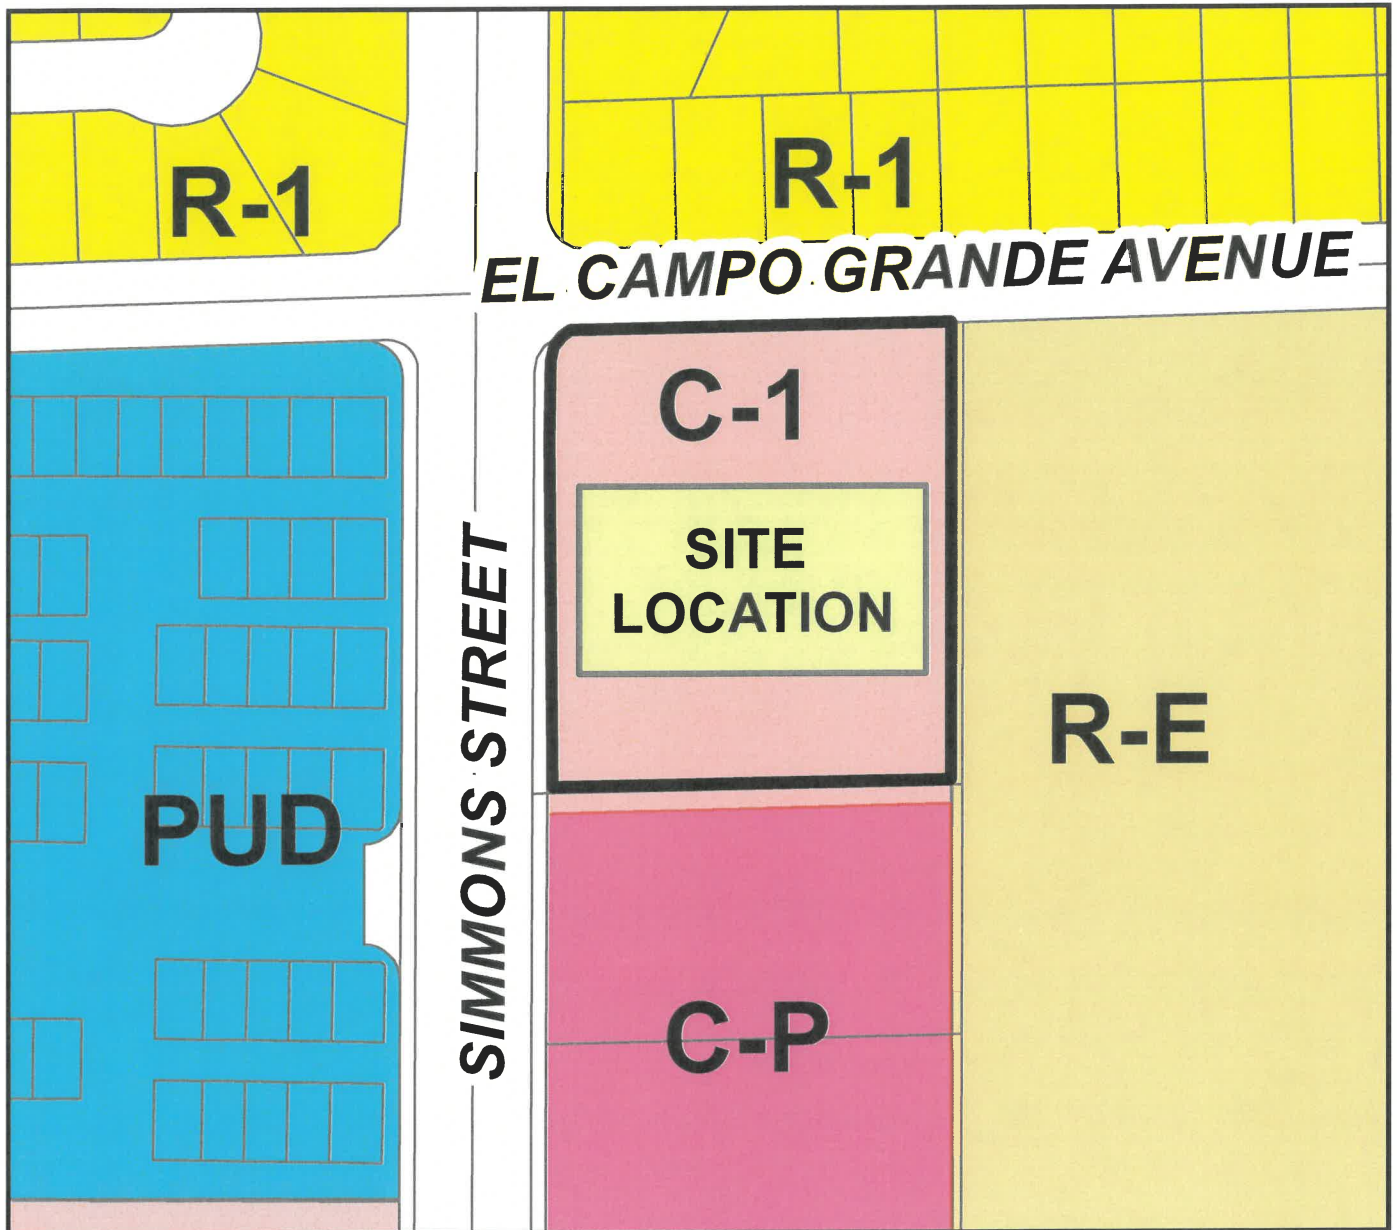 R-1
R-1
EL CAMPO GRANDE AVENUE
C-1
SITE
LOCATION
SIMMONS STREET
R-E
PUD
C-P